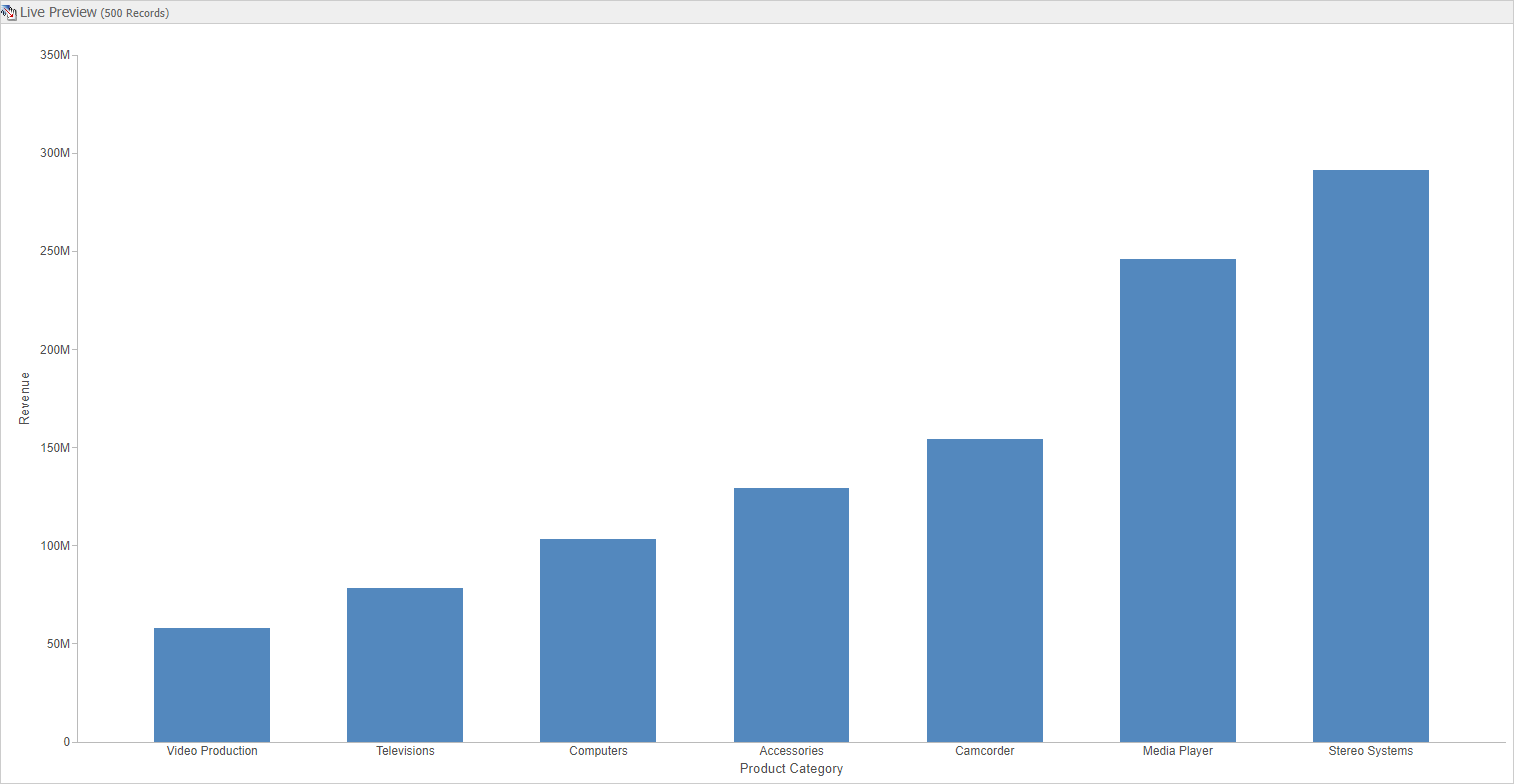 Live Preview (500 Records)
350M
300M
250M
200M
150M
100M
50M
0
Revenue
Video Production
Televisions
Computers
Accessories
Camcorder
Media Player
Stereo Systems
Product Category